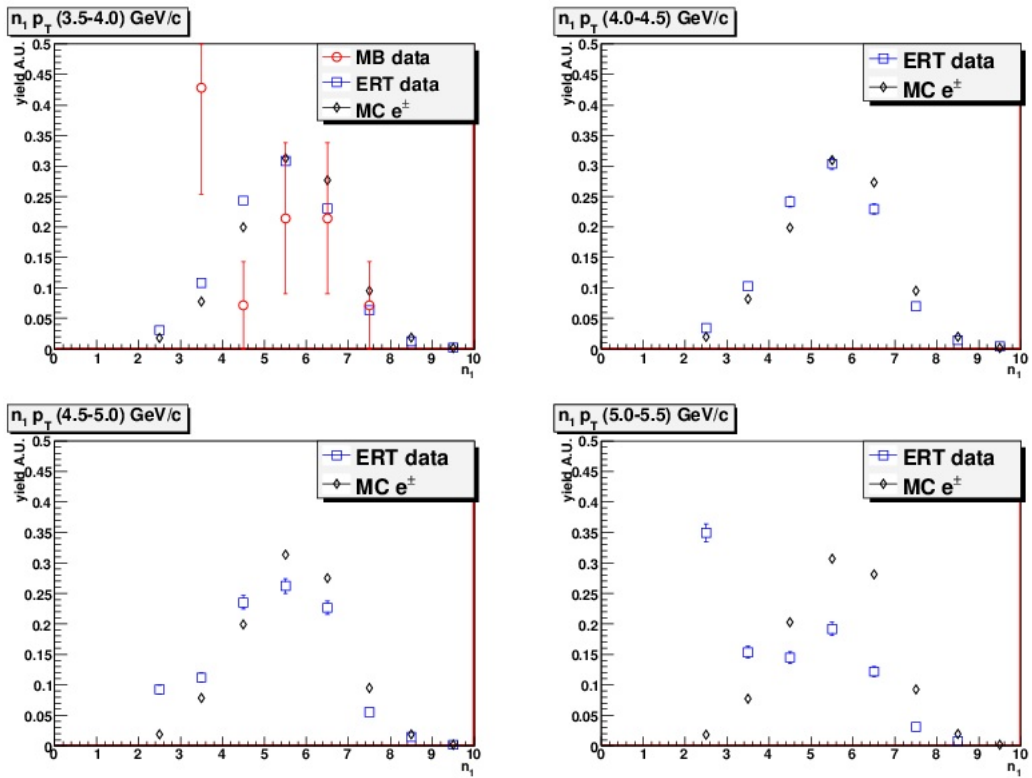 n₁ p_T (3.5-4.0) GeV/c
yield A.U.
0.5
0.45
0.4
0.35
0.3
0.25
0.2
0.15
0.1
0.05
0
MB data
ERT data
MC e±
0 1 2 3 4 5 6 7 8 9 10
n₁
n₁ p_T (4.0-4.5) GeV/c
yield A.U.
0.5
0.45
0.4
0.35
0.3
0.25
0.2
0.15
0.1
0.05
0
ERT data
MC e±
0 1 2 3 4 5 6 7 8 9 10
n₁
n₁ p_T (4.5-5.0) GeV/c
yield A.U.
0.5
0.45
0.4
0.35
0.3
0.25
0.2
0.15
0.1
0.05
0
ERT data
MC e±
0 1 2 3 4 5 6 7 8 9 10
n₁
n₁ p_T (5.0-5.5) GeV/c
yield A.U.
0.5
0.45
0.4
0.35
0.3
0.25
0.2
0.15
0.1
0.05
0
ERT data
MC e±
0 1 2 3 4 5 6 7 8 9 10
n₁